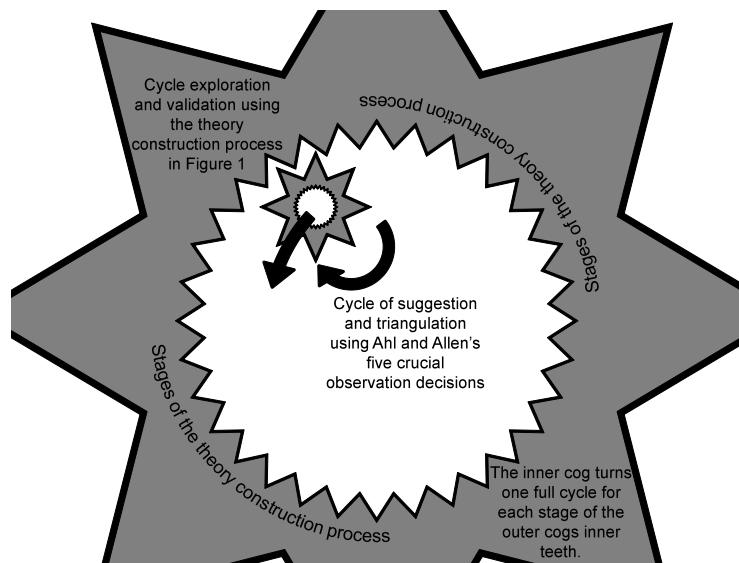 Cycle exploration
and validation using
the theory
construction process
in Figure 1
Stages of the theory construction process
Cycle of suggestion
and triangulation
using Ahl and Allen's
five crucial
observation decisions
Stages of the theory construction process
The inner cog turns
one full cycle for
each stage of the
outer cogs inner
teeth.